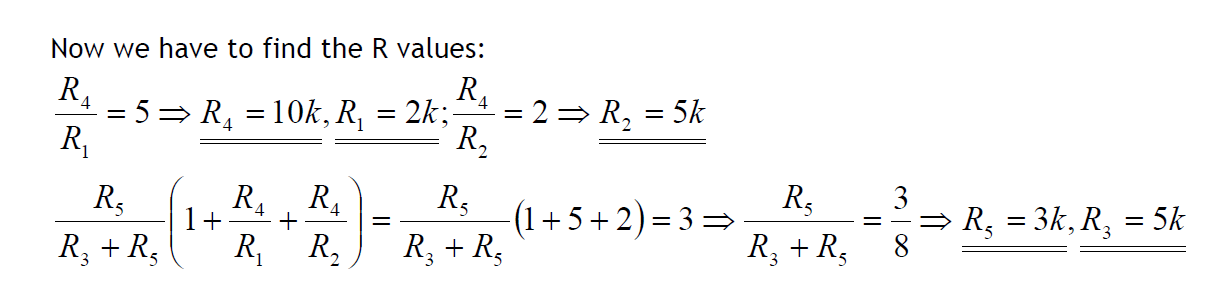 Now we have to find the R values:
R₄/R₁ = 5 ⇒ R₄ = 10k, R₁ = 2k; R₄/R₂ = 2 ⇒ R₂ = 5k
R₅/(R₃ + R₅) (1 + R₄/R₁ + R₄/R₂) = R₅/(R₃ + R₅) (1 + 5 + 2) = 3 ⇒ R₅/(R₃ + R₅) = 3/8 ⇒ R₅ = 3k, R₃ = 5k